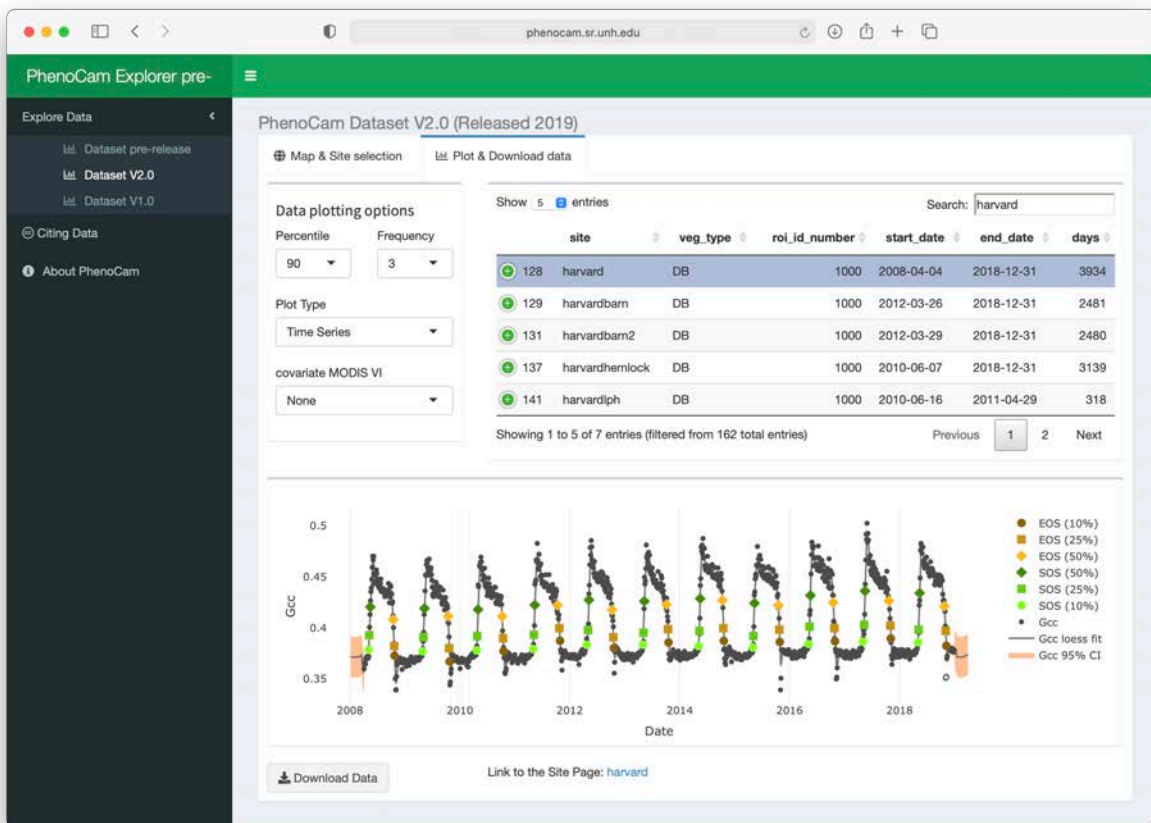 phenocam.sr.unh.edu
PhenoCam Explorer pre-
Explore Data
Dataset pre-release
Dataset V2.0
Dataset V1.0
Citing Data
About PhenoCam
PhenoCam Dataset V2.0 (Released 2019)
Map & Site selection
Plot & Download data
Data plotting options
Percentile Frequency
90 3
Plot Type
Time Series
covariate MODIS VI
None
Show 5 entries Search: harvard
site veg_type roi_id_number start_date end_date days
128 harvard DB 1000 2008-04-04 2018-12-31 3934
129 harvardbarn DB 1000 2012-03-26 2018-12-31 2481
131 harvardbarn2 DB 1000 2012-03-29 2018-12-31 2480
137 harvardhemlock DB 1000 2010-06-07 2018-12-31 3139
141 harvardlph DB 1000 2010-06-16 2011-04-29 318
Showing 1 to 5 of 7 entries (filtered from 162 total entries) Previous 1 2 Next
0.5
0.45
0.4
0.35
Gcc
2008 2010 2012 2014 2016 2018
Date
EOS (10%)
EOS (25%)
EOS (50%)
SOS (50%)
SOS (25%)
SOS (10%)
Gcc
Gcc loess fit
Gcc 95% CI
Download Data
Link to the Site Page: harvard